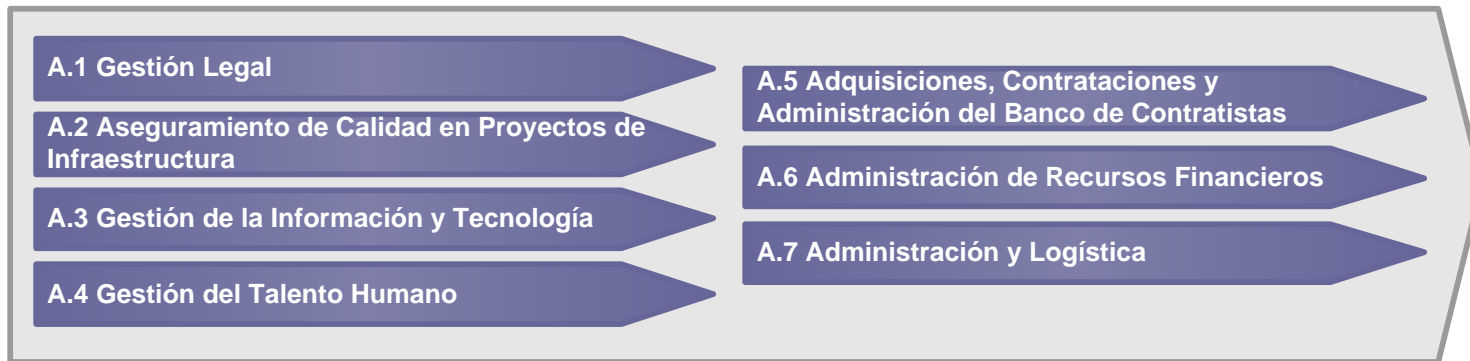 A.1 Gestión Legal
A.2 Aseguramiento de Calidad en Proyectos de
Infraestructura
A.3 Gestión de la Información y Tecnología
A.4 Gestión del Talento Humano
A.5 Adquisiciones, Contrataciones y
Administración del Banco de Contratistas
A.6 Administración de Recursos Financieros
A.7 Administración y Logística